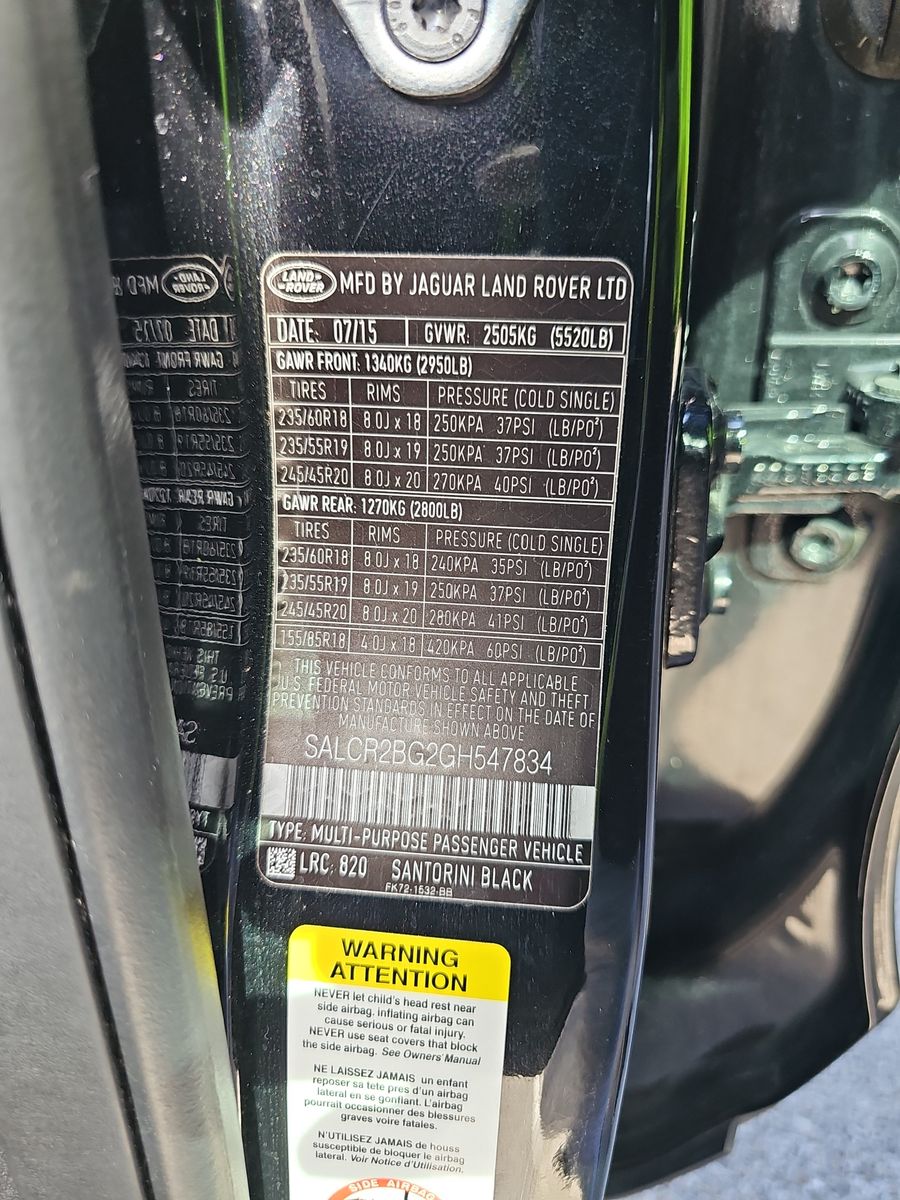 LAND ROVER MFD BY JAGUAR LAND ROVER LTD
DATE: 07/15 GVWR: 2505KG (5520LB)
GAWR FRONT: 1340KG (2950LB)
TIRES RIMS PRESSURE (COLD SINGLE)
235/60R18 8.0J x 18 250KPA 37PSI (LB/PO²)
235/55R19 8.0J x 19 250KPA 37PSI (LB/PO²)
245/45R20 8.0J x 20 270KPA 40PSI (LB/PO²)
GAWR REAR: 1270KG (2800LB)
TIRES RIMS PRESSURE (COLD SINGLE)
235/60R18 8.0J x 18 240KPA 35PSI (LB/PO²)
235/55R19 8.0J x 19 250KPA 37PSI (LB/PO²)
245/45R20 8.0J x 20 280KPA 41PSI (LB/PO²)
155/85R18 4.0J x 18 420KPA 60PSI (LB/PO²)
THIS VEHICLE CONFORMS TO ALL APPLICABLE
U.S. FEDERAL MOTOR VEHICLE SAFETY AND THEFT
PREVENTION STANDARDS IN EFFECT ON THE DATE OF
MANUFACTURE SHOWN ABOVE
SALCR2BG2GH547834
TYPE: MULTI-PURPOSE PASSENGER VEHICLE
LRC: 820 SANTORINI BLACK
FK72-1532-BB
WARNING
ATTENTION
NEVER let child's head rest near
side airbag, inflating airbag can
cause serious or fatal injury.
NEVER use seat covers that block
the side airbag. See Owners' Manual
NE LAISSEZ JAMAIS un enfant
reposer sa tete pres d'un airbag
lateral en se gonflant. L'airbag
pourrait occasionner des blessures
graves voire fatales.
N'UTILISEZ JAMAIS de houss
susceptible de bloquer le airbag
lateral. Voir Notice d'Utilisation.
SIDE AIRBAG